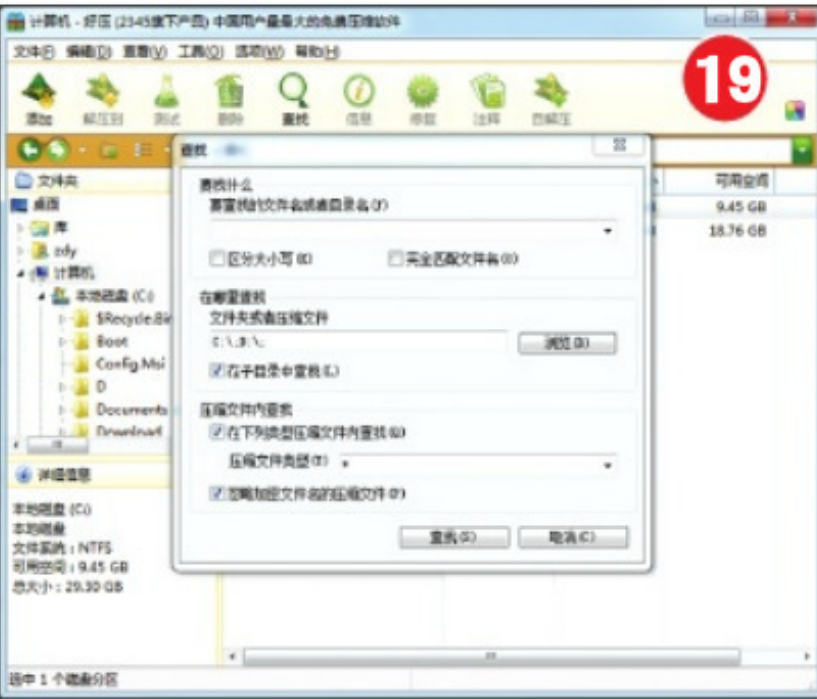 计算机 - 好压 (2345旗下产品) 中国用户量最大的免费压缩软件
文件(F) 编辑(D) 查看(V) 工具(Q) 选项(W) 帮助(H)
19
添加 解压到 测试 删除 查找 信息 修复 注释 自解压
查找
文件夹
可用空间
桌面
9.45 GB
库
18.76 GB
zdy
计算机
本地磁盘 (C:)
$Recycle.Bin
Boot
Config.Msi
D
Documents
Download
要找什么
要查找的文件名或者目录名(F)
区分大小写(K)
完全匹配文件名(O)
在哪里查找
文件夹或者压缩文件
C:\,D:\,
浏览(B)
在子目录中查找(L)
压缩文件内查找
在下列类型压缩文件内查找(U)
压缩文件类型(T) *
忽略加密文件名的压缩文件(P)
查找(S) 取消(C)
详细信息
本地磁盘 (C:)
本地磁盘
文件系统：NTFS
可用空间：9.45 GB
总大小：29.30 GB
选中 1 个磁盘分区